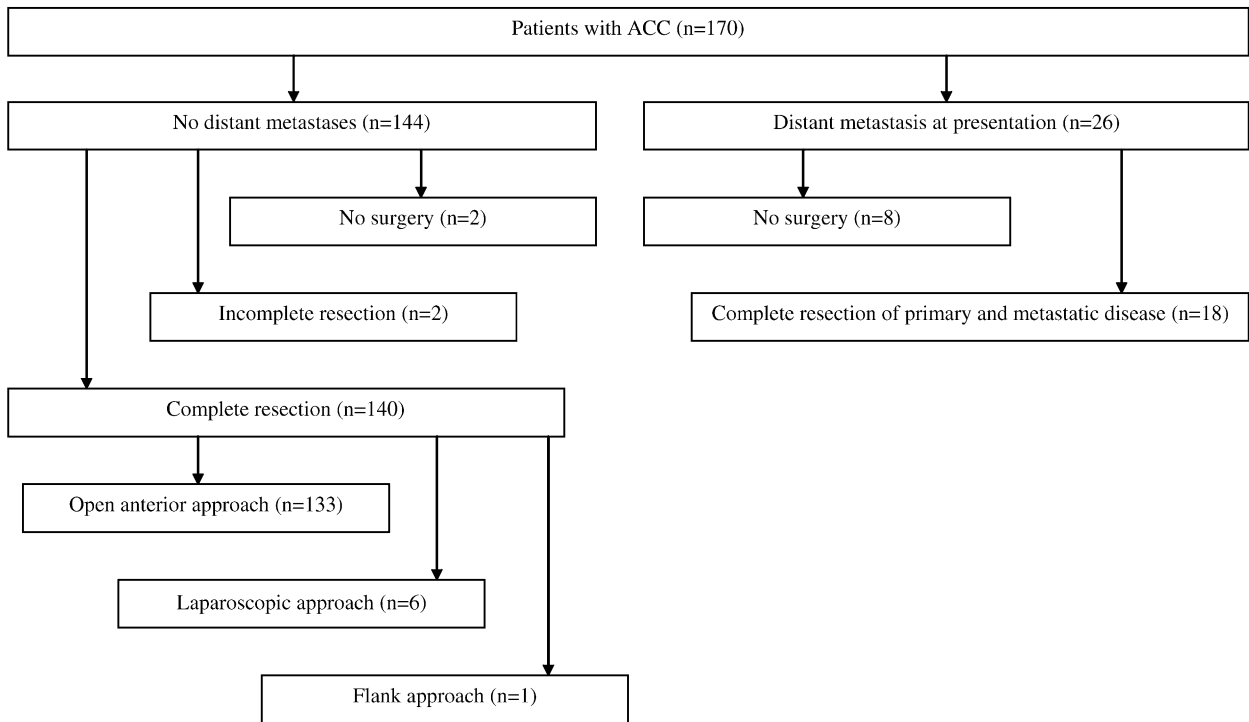 Patients with ACC (n=170)
No distant metastases (n=144)
Distant metastasis at presentation (n=26)
No surgery (n=2)
No surgery (n=8)
Incomplete resection (n=2)
Complete resection of primary and metastatic disease (n=18)
Complete resection (n=140)
Open anterior approach (n=133)
Laparoscopic approach (n=6)
Flank approach (n=1)